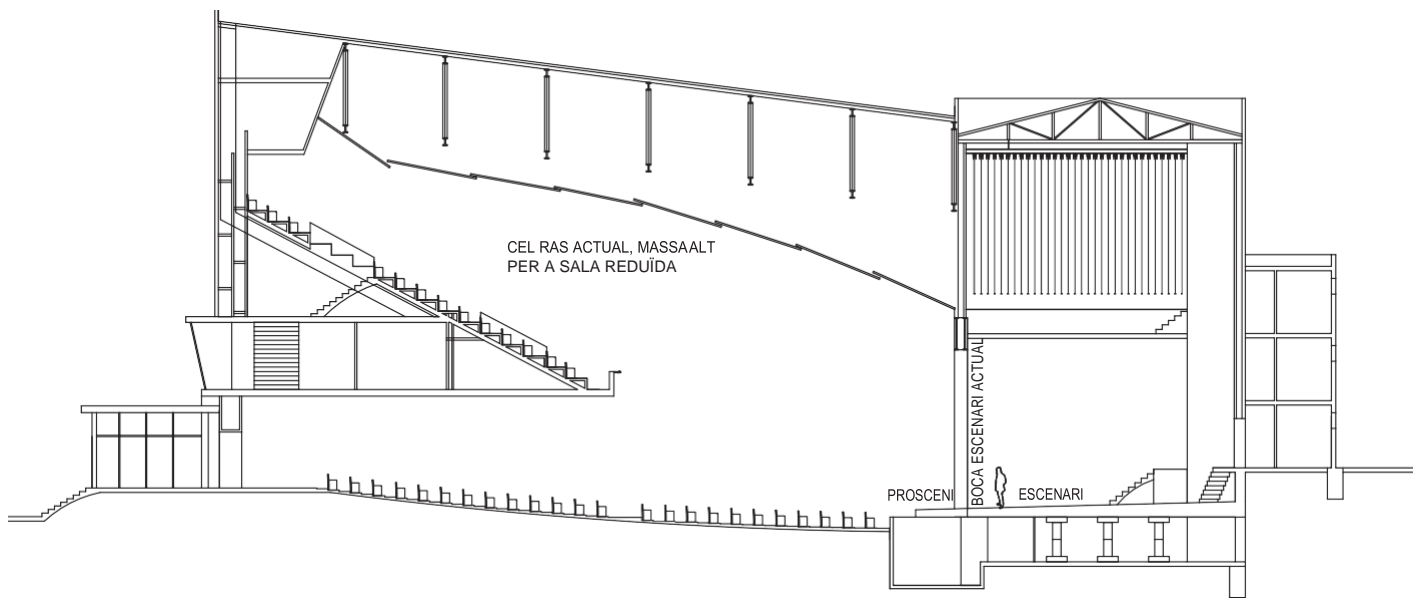 CEL RAS ACTUAL, MASSAALT
PER A SALA REDUÏDA
PROSCENI
BOCA ESCENARI ACTUAL
ESCENARI